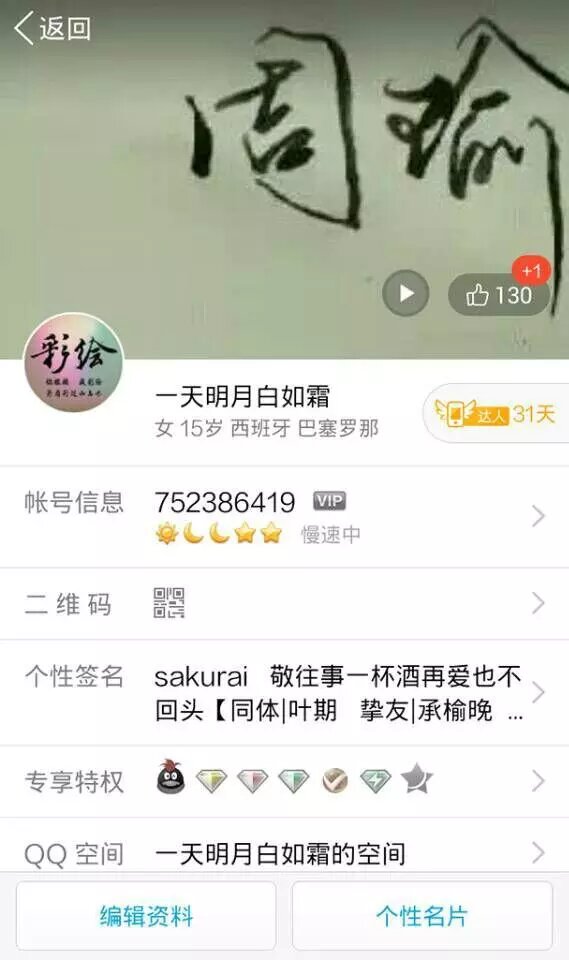 返回
周瑜
+1
130
彩绘
一天明月白如霜
女 15岁 西班牙 巴塞罗那
达人 31天
帐号信息 752386419 VIP
慢速中
二维码
个性签名 sakurai 敬往事一杯酒再爱也不
回头【同体|叶期 挚友|承榆晚 ...
专享特权
QQ 空间 一天明月白如霜的空间
编辑资料 个性名片